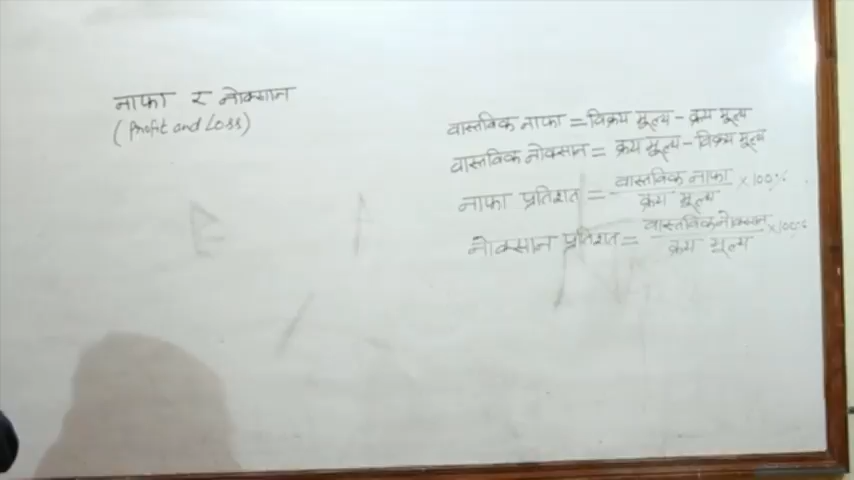 नाफा र नोक्सान
(Profit and Loss)
वास्तविक नाफा = विक्रय मूल्य - क्रय मूल्य
वास्तविक नोक्सान = क्रय मूल्य - विक्रय मूल्य
नाफा प्रतिशत = वास्तविक नाफा / क्रय मूल्य × 100%
नोक्सान प्रतिशत = वास्तविक नोक्सान / क्रय मूल्य × 100%